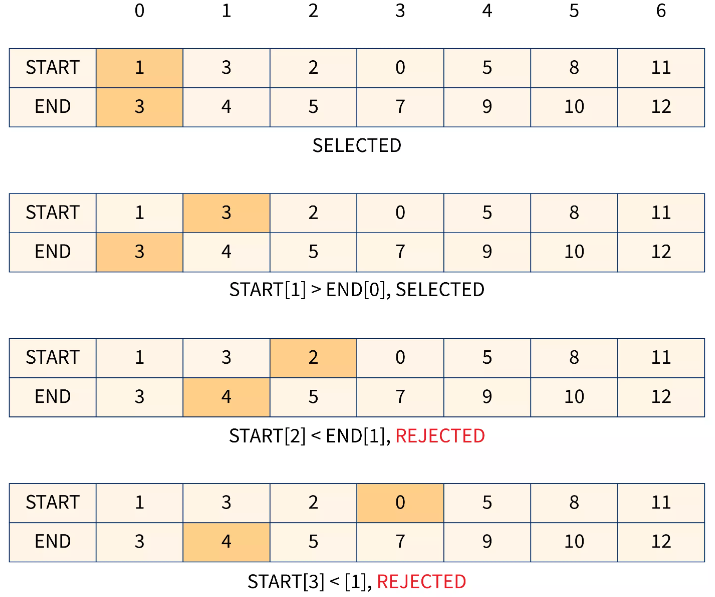 0 1 2 3 4 5 6
START 1 3 2 0 5 8 11
END 3 4 5 7 9 10 12
SELECTED
START 1 3 2 0 5 8 11
END 3 4 5 7 9 10 12
START[1] > END[0], SELECTED
START 1 3 2 0 5 8 11
END 3 4 5 7 9 10 12
START[2] < END[1], REJECTED
START 1 3 2 0 5 8 11
END 3 4 5 7 9 10 12
START[3] < [1], REJECTED